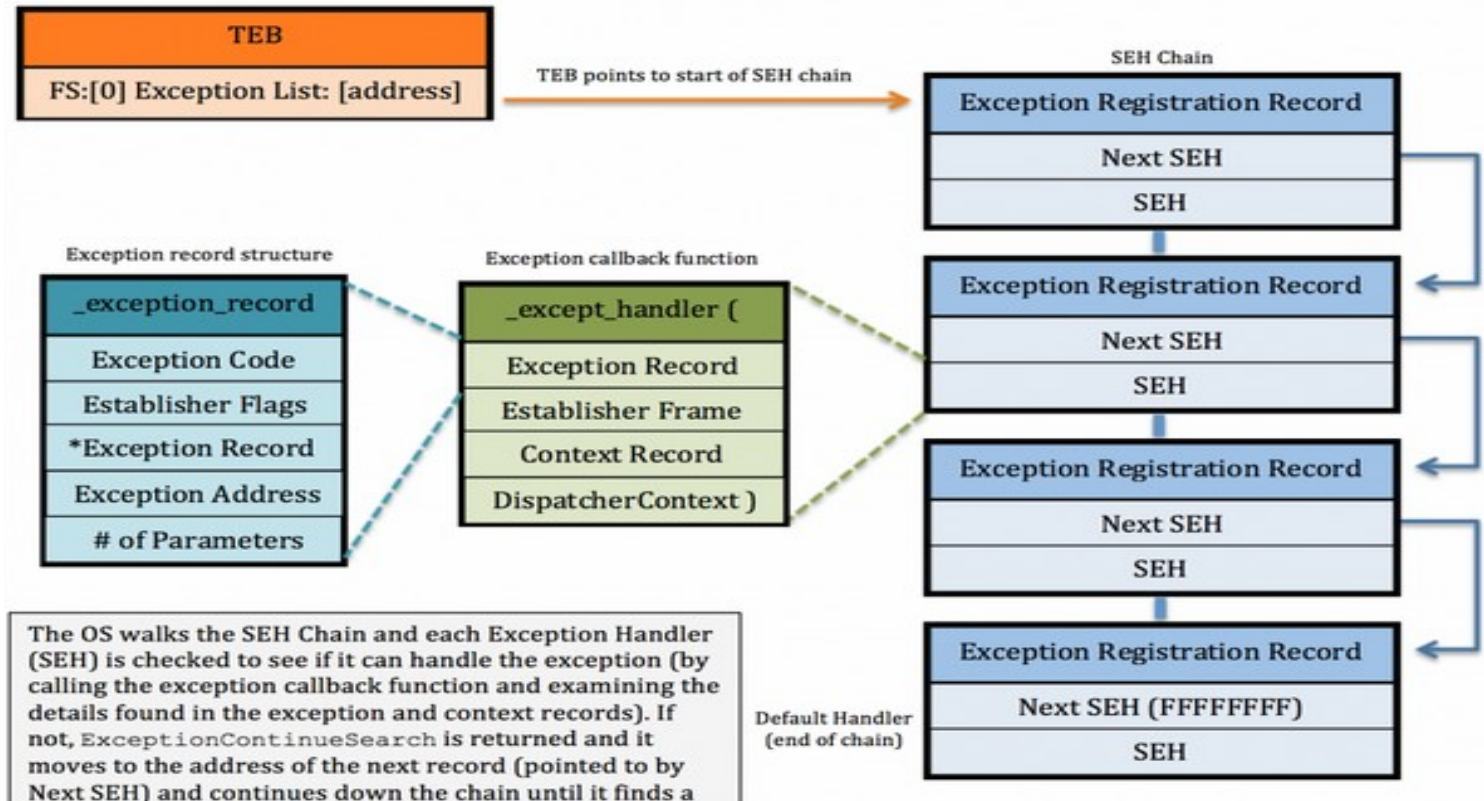 TEB
FS:[0] Exception List: [address]
TEB points to start of SEH chain
SEH Chain
Exception Registration Record
Next SEH
SEH
Exception Registration Record
Next SEH
SEH
Exception Registration Record
Next SEH
SEH
Default Handler
(end of chain)
Exception Registration Record
Next SEH (FFFFFFFF)
SEH
Exception record structure
_exception_record
Exception Code
Establisher Flags
*Exception Record
Exception Address
# of Parameters
Exception callback function
_except_handler (
Exception Record
Establisher Frame
Context Record
DispatcherContext )
The OS walks the SEH Chain and each Exception Handler
(SEH) is checked to see if it can handle the exception (by
calling the exception callback function and examining the
details found in the exception and context records). If
not, ExceptionContinueSearch is returned and it
moves to the address of the next record (pointed to by
Next SEH) and continues down the chain until it finds a